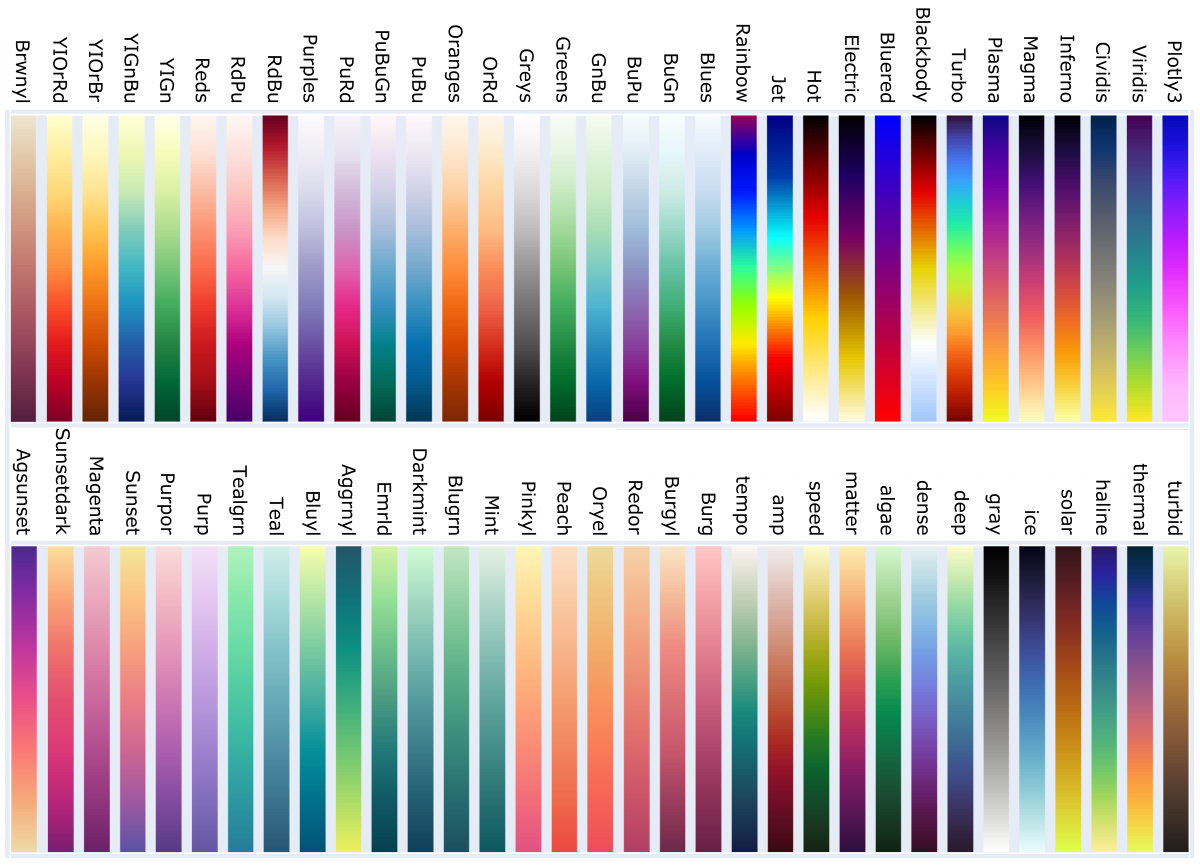 Brwnyl
YlOrRd
YlOrBr
YlGnBu
YlGn
Reds
RdPu
RdBu
Purples
PuRd
PuBuGn
PuBu
Oranges
OrRd
Greys
Greens
GnBu
BuPu
BuGn
Blues
Rainbow
Jet
Hot
Electric
Bluered
Blackbody
Turbo
Plasma
Magma
Inferno
Cividis
Viridis
Plotly3
Agsunset
Sunsetdark
Magenta
Sunset
Purpor
Purp
Tealgrn
Teal
Bluyl
Aggrnyl
Emrld
Darkmint
Blugrn
Mint
Pinkyl
Peach
Oryel
Redor
Burgyl
Burg
tempo
amp
speed
matter
algae
dense
deep
gray
ice
solar
haline
thermal
turbid